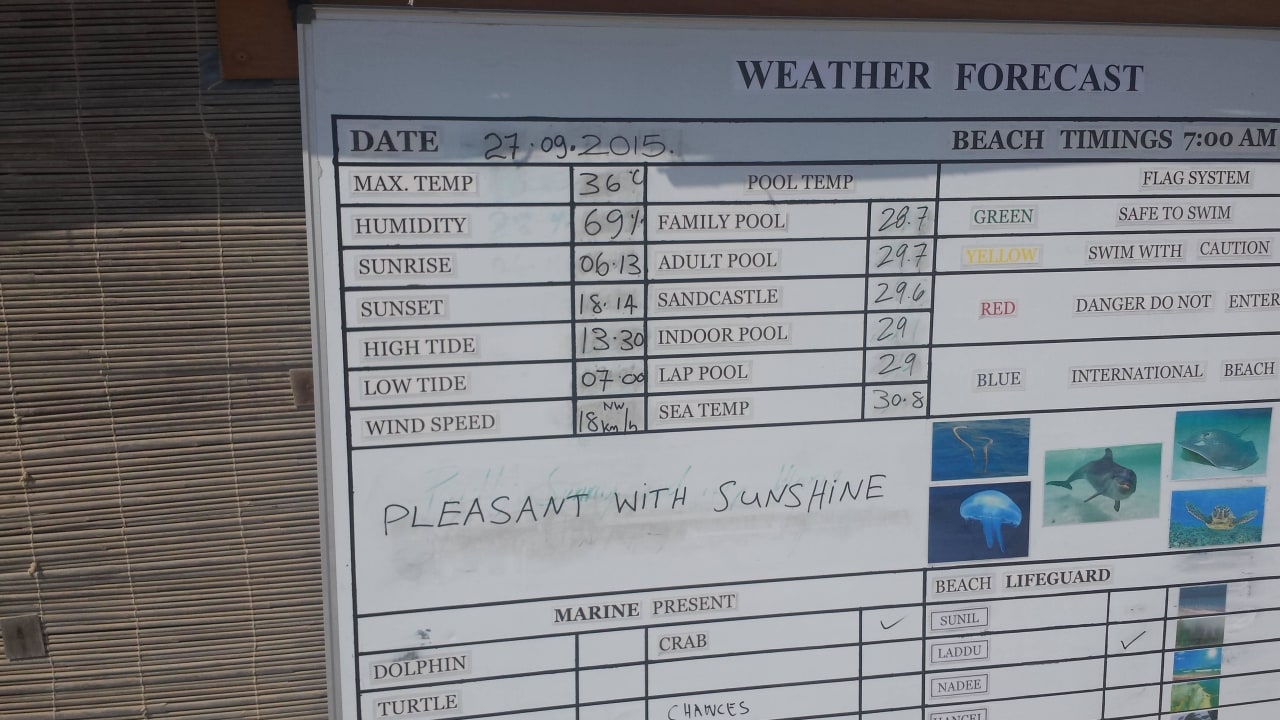 WEATHER FORECAST
DATE 27.09.2015. BEACH TIMINGS 7:00 AM
MAX. TEMP 36°C POOL TEMP FLAG SYSTEM
HUMIDITY 69% FAMILY POOL 28.7 GREEN SAFE TO SWIM
SUNRISE 06.13 ADULT POOL 29.7 YELLOW SWIM WITH CAUTION
SUNSET 18.14 SANDCASTLE 29.6 RED DANGER DO NOT ENTER
HIGH TIDE 13.30 INDOOR POOL 29
LOW TIDE 07.00 LAP POOL 29 BLUE INTERNATIONAL BEACH
WIND SPEED NW 18 km/h SEA TEMP 30.8
PLEASANT WITH SUNSHINE
MARINE PRESENT BEACH LIFEGUARD
CRAB ✓ SUNIL
DOLPHIN LADDU ✓
TURTLE NADEE
CHANCES